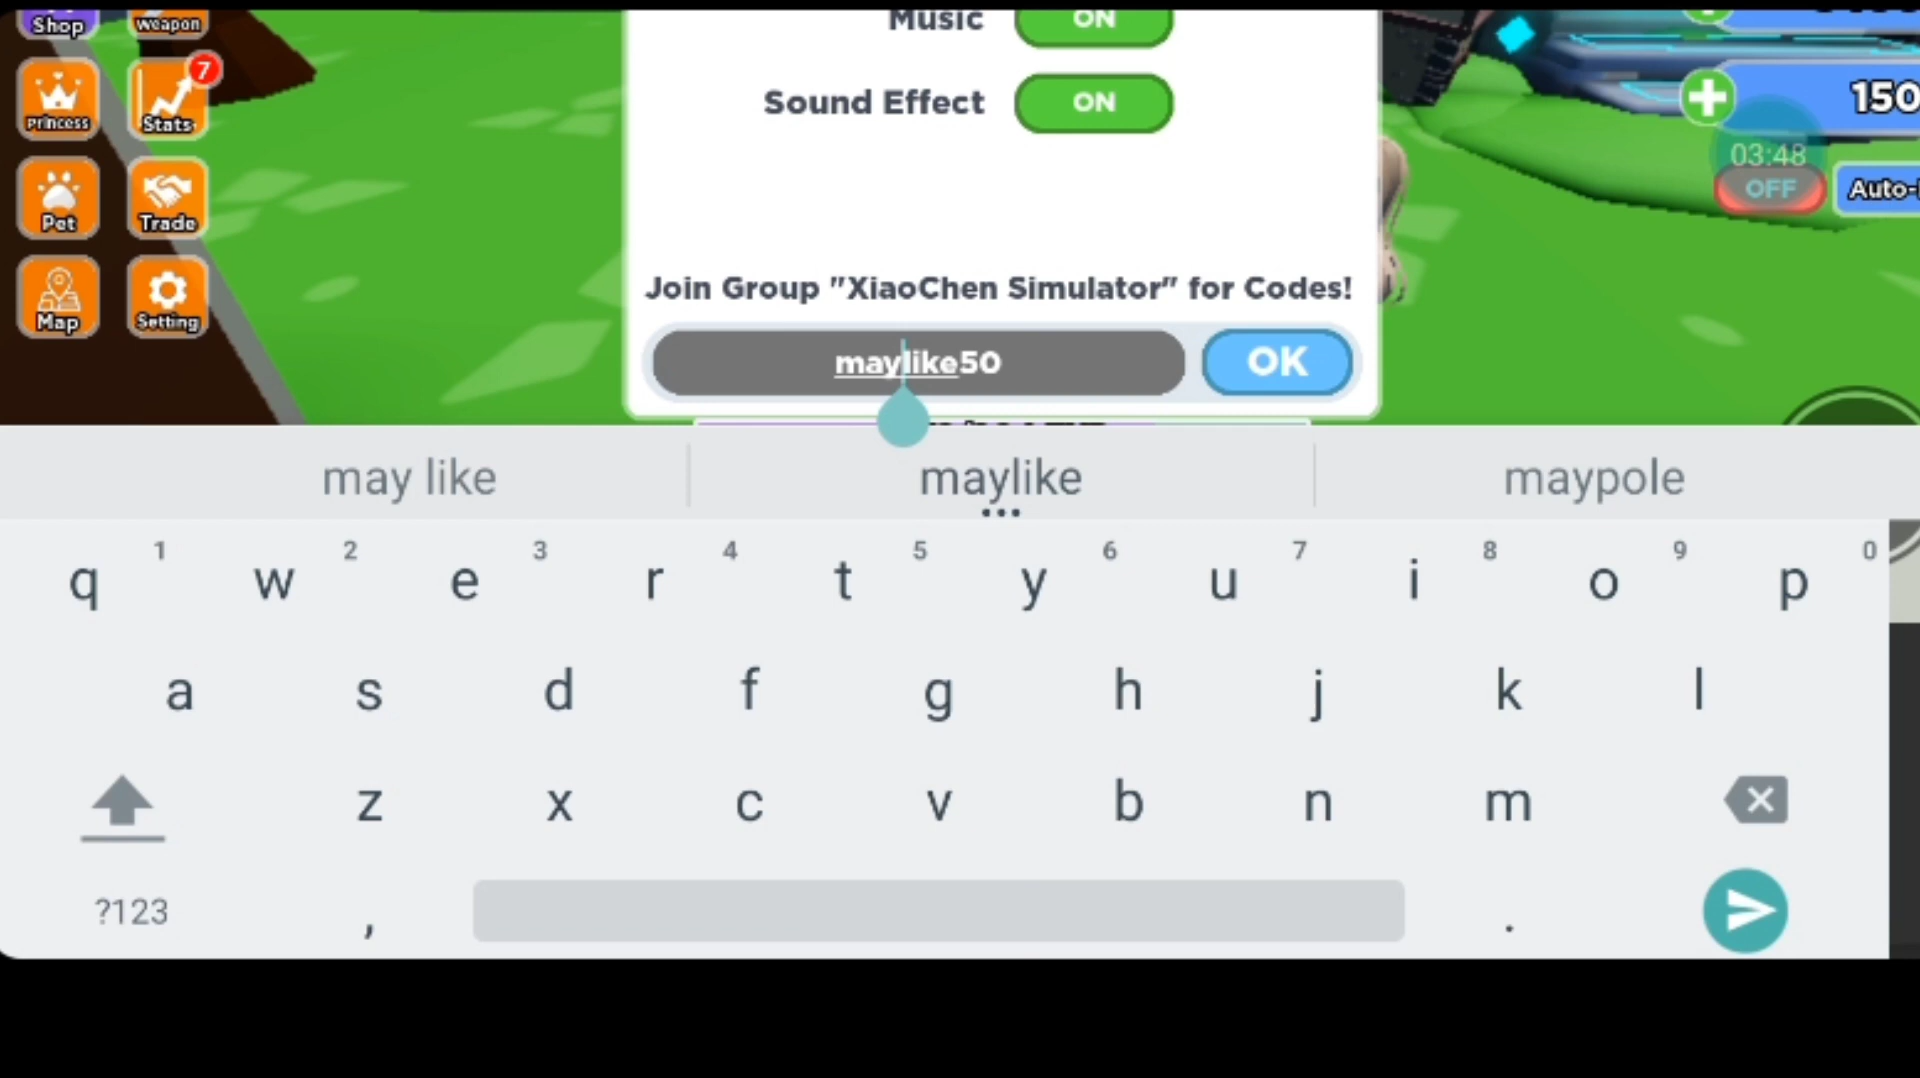 Shop
weapon
Music
ON
7
Princess
Stats
Sound Effect
ON
150
03:48
OFF
Auto-
Pet
Trade
Map
Setting
Join Group "XiaoChen Simulator" for Codes!
maylike50
OK
may like
maylike
maypole
1 2 3 4 5 6 7 8 9 0
q w e r t y u i o p
a s d f g h j k l
z x c v b n m
?123 , .